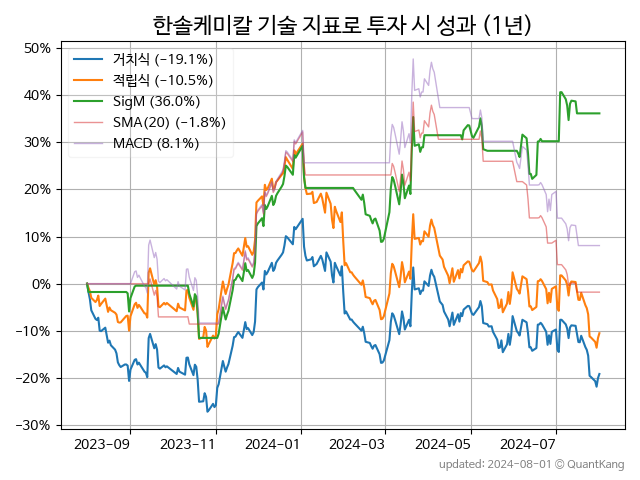 한솔케미칼 기술 지표로 투자 시 성과 (1년)
50%
40%
30%
20%
10%
0%
−10%
−20%
−30%
거치식 (−19.1%)
적립식 (−10.5%)
SigM (36.0%)
SMA(20) (−1.8%)
MACD (8.1%)
2023-09
2023-11
2024-01
2024-03
2024-05
2024-07
updated: 2024-08-01 © QuantKang